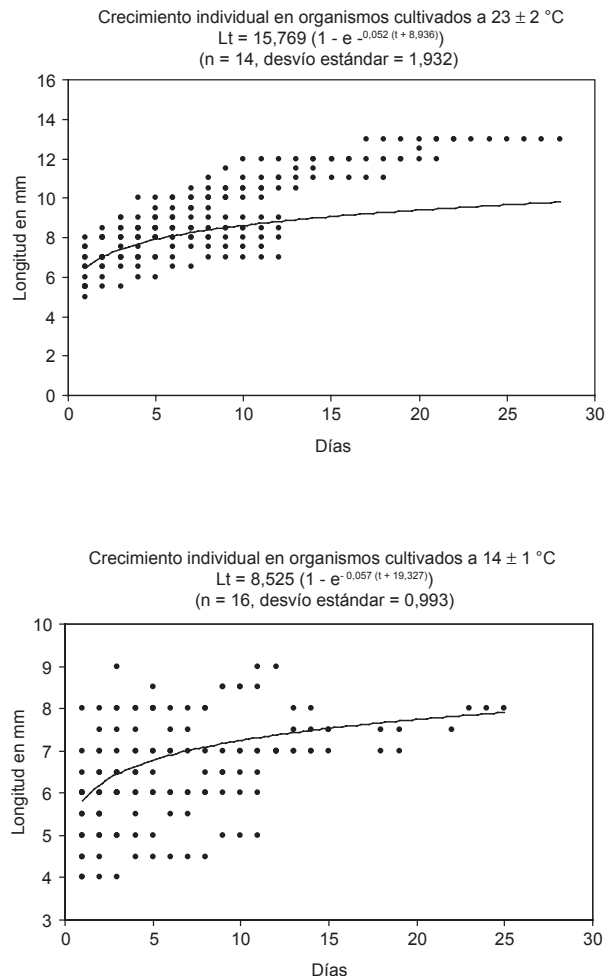 Crecimiento individual en organismos cultivados a 23 ± 2 °C
Lt = 15,769 (1 - e -0,052 (t + 8,936))
(n = 14, desvío estándar = 1,932)
16
14
12
10
8
6
4
2
0
Longitud en mm
0 5 10 15 20 25 30
Días
Crecimiento individual en organismos cultivados a 14 ± 1 °C
Lt = 8,525 (1 - e- 0,057 (t + 19,327))
(n = 16, desvío estándar = 0,993)
10
9
8
7
6
5
4
3
Longitud en mm
0 5 10 15 20 25 30
Días